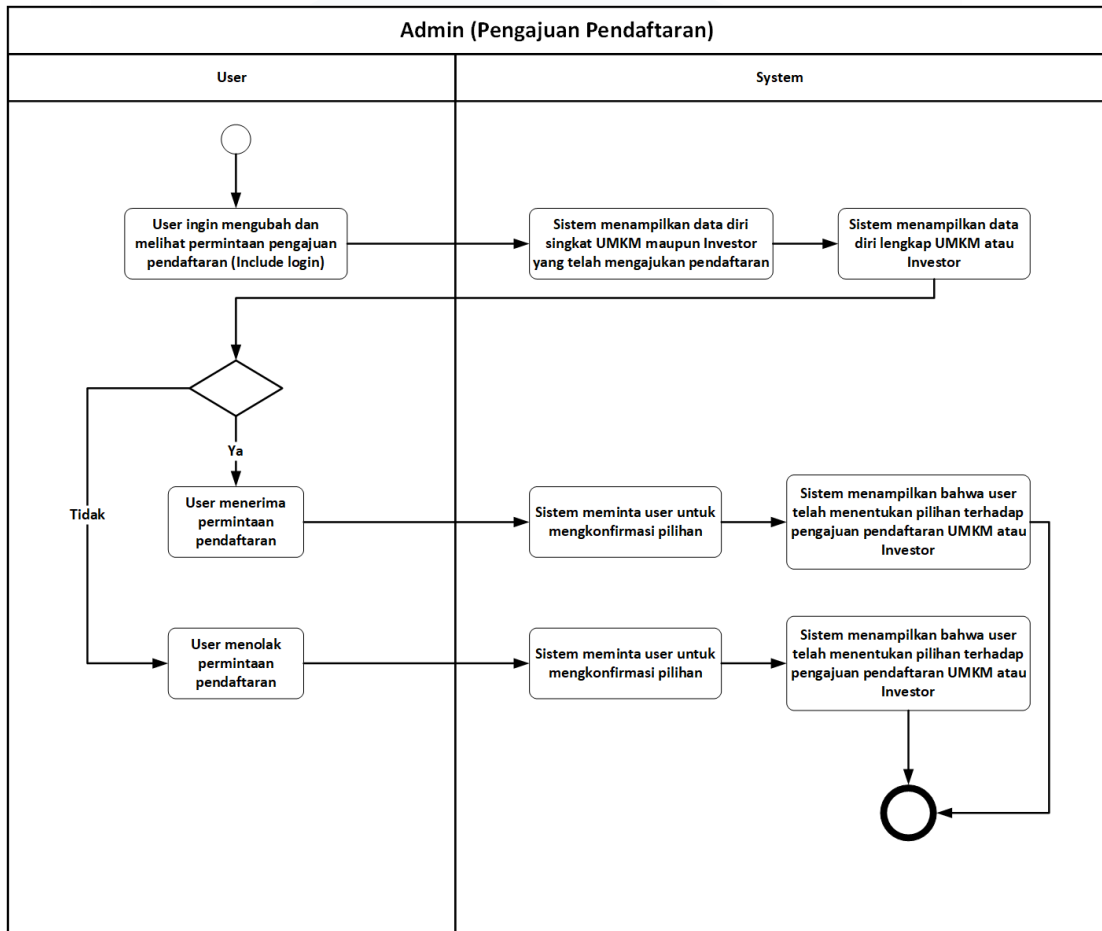 Admin (Pengajuan Pendaftaran)
User
System
User ingin mengubah dan
melihat permintaan pengajuan
pendaftaran (Include login)
Sistem menampilkan data diri
singkat UMKM maupun Investor
yang telah mengajukan pendaftaran
Sistem menampilkan data
diri lengkap UMKM atau
Investor
Ya
Tidak
User menerima
permintaan
pendaftaran
Sistem meminta user untuk
mengkonfirmasi pilihan
Sistem menampilkan bahwa user
telah menentukan pilihan terhadap
pengajuan pendaftaran UMKM atau
Investor
User menolak
permintaan
pendaftaran
Sistem meminta user untuk
mengkonfirmasi pilihan
Sistem menampilkan bahwa user
telah menentukan pilihan terhadap
pengajuan pendaftaran UMKM atau
Investor